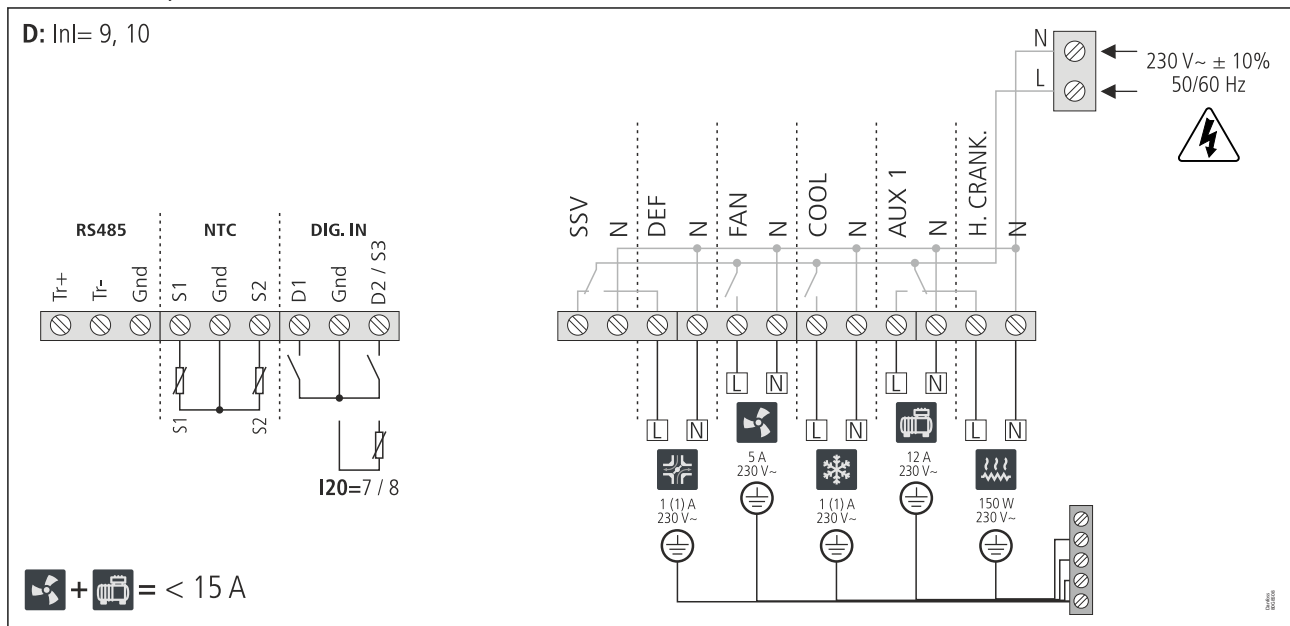 D: InI= 9, 10
N
L
230 V~ ± 10%
50/60 Hz
SSV
N
DEF
N
FAN
N
COOL
N
AUX 1
N
H. CRANK.
N
RS485
NTC
DIG. IN
Tr+
Tr-
Gnd
S1
Gnd
S2
D1
Gnd
D2 / S3
S1
S2
I20=7 / 8
L N
L N
L N
L N
L N
5 A
230 V~
12 A
230 V~
1 (1) A
230 V~
1 (1) A
230 V~
150 W
230 V~
+ = < 15 A
Danfoss